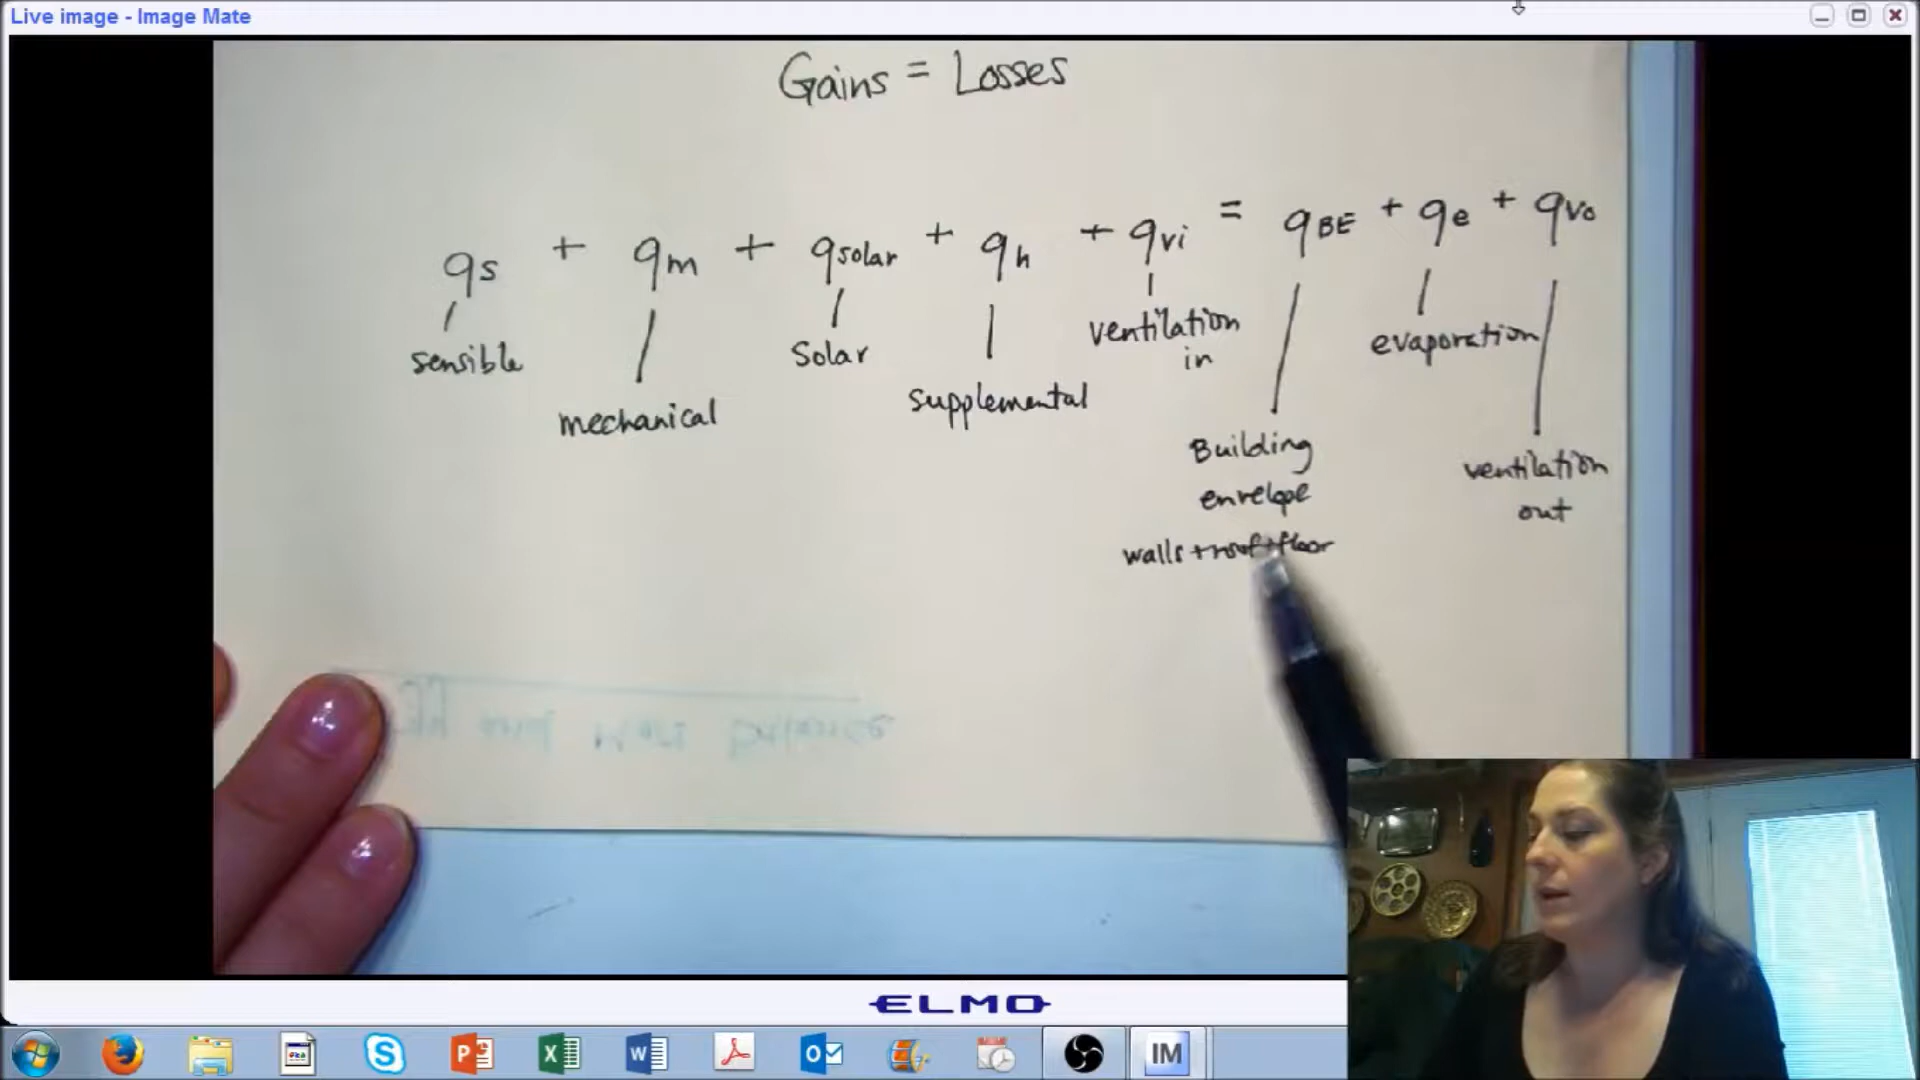 Live image - Image Mate
Gains = Losses
qs + qm + qsolar + qh + qvi = qBE + qe + qvo
sensible
mechanical
Solar
supplemental
ventilation
in
Building
envelope
walls + roof + floor
evaporation
ventilation
out
ELMO
IM